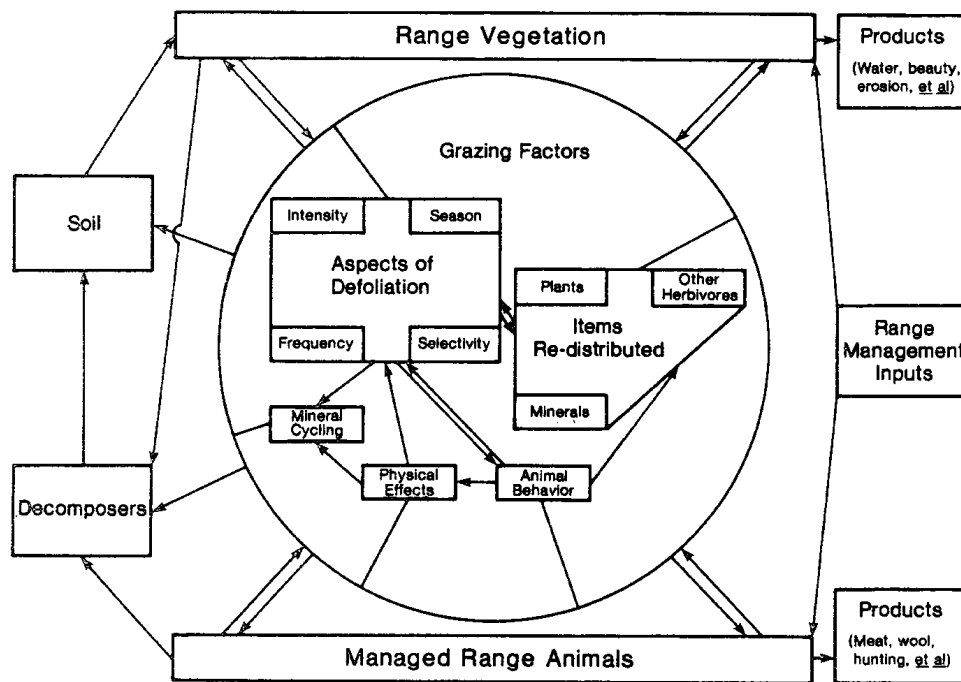 Range Vegetation
Products
(Water, beauty,
erosion, et al)
Grazing Factors
Soil
Intensity
Season
Aspects of
Defoliation
Frequency
Selectivity
Plants
Other
Herbivores
Items
Re-distributed
Minerals
Range
Management
Inputs
Mineral
Cycling
Physical
Effects
Animal
Behavior
Decomposers
Managed Range Animals
Products
(Meat, wool,
hunting, et al)